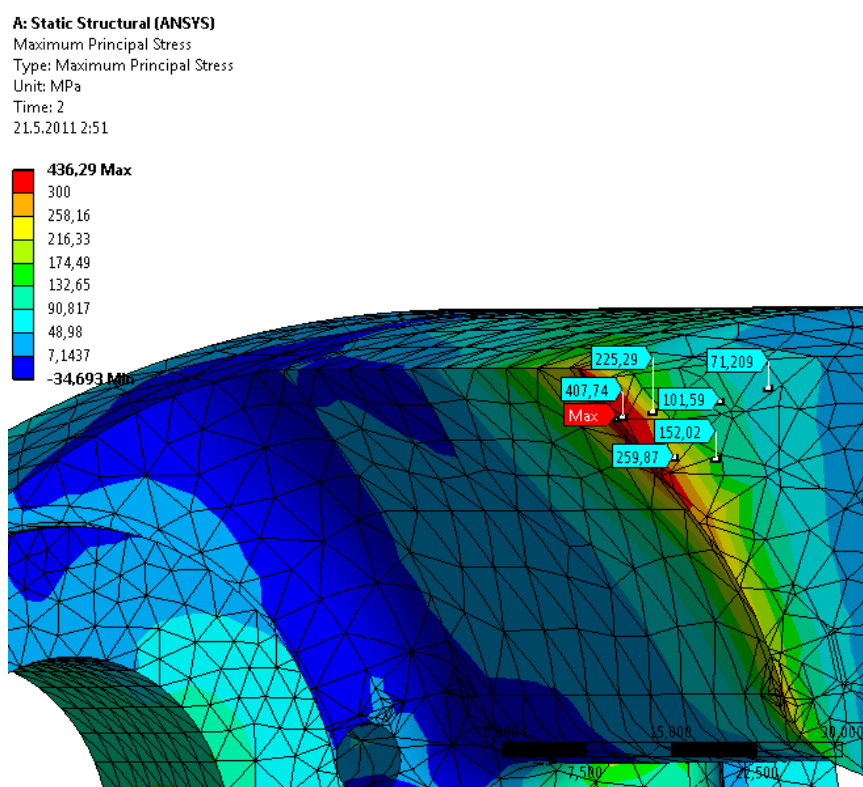 A: Static Structural (ANSYS)
Maximum Principal Stress
Type: Maximum Principal Stress
Unit: MPa
Time: 2
21.5.2011 2:51
436,29 Max
300
258,16
216,33
174,49
132,65
90,817
48,98
7,1437
-34,693 Min
225,29
71,209
407,74
101,59
Max
152,02
259,87
15,000
30,000
7,500
22,500